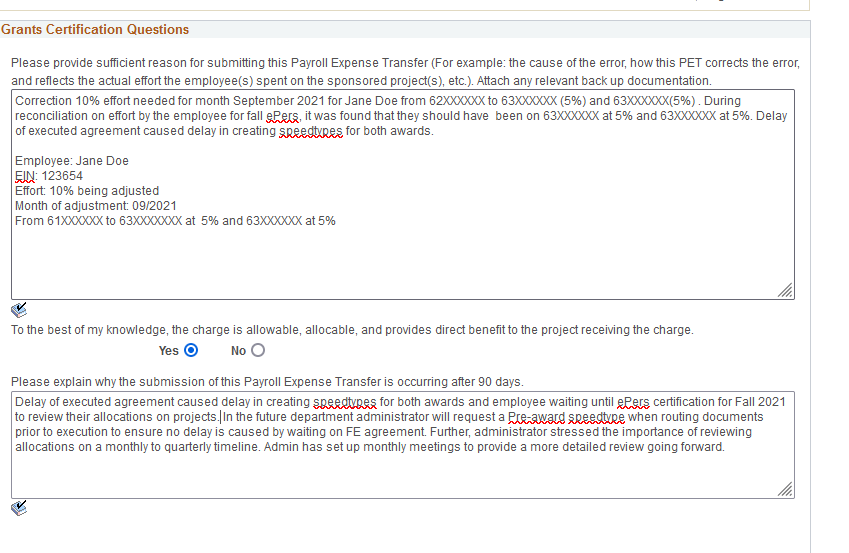 Grants Certification Questions
Please provide sufficient reason for submitting this Payroll Expense Transfer (For example: the cause of the error, how this PET corrects the error,
and reflects the actual effort the employee(s) spent on the sponsored project(s), etc.). Attach any relevant back up documentation.
Correction 10% effort needed for month September 2021 for Jane Doe from 62XXXXXX to 63XXXXXX (5%) and 63XXXXXX(5%) . During
reconciliation on effort by the employee for fall ePers, it was found that they should have  been on 63XXXXXX at 5% and 63XXXXXX at 5%. Delay
of executed agreement caused delay in creating speedtypes for both awards.
Employee: Jane Doe
EIN: 123654
Effort: 10% being adjusted
Month of adjustment: 09/2021
From 61XXXXXX to 63XXXXXXX at  5% and 63XXXXXX at 5%
To the best of my knowledge, the charge is allowable, allocable, and provides direct benefit to the project receiving the charge.
Yes No
Please explain why the submission of this Payroll Expense Transfer is occurring after 90 days.
Delay of executed agreement caused delay in creating speedtypes for both awards and employee waiting until ePers certification for Fall 2021
to review their allocations on projects. In the future department administrator will request a Pre-award speedtype when routing documents
prior to execution to ensure no delay is caused by waiting on FE agreement. Further, administrator stressed the importance of reviewing
allocations on a monthly to quarterly timeline. Admin has set up monthly meetings to provide a more detailed review going forward.